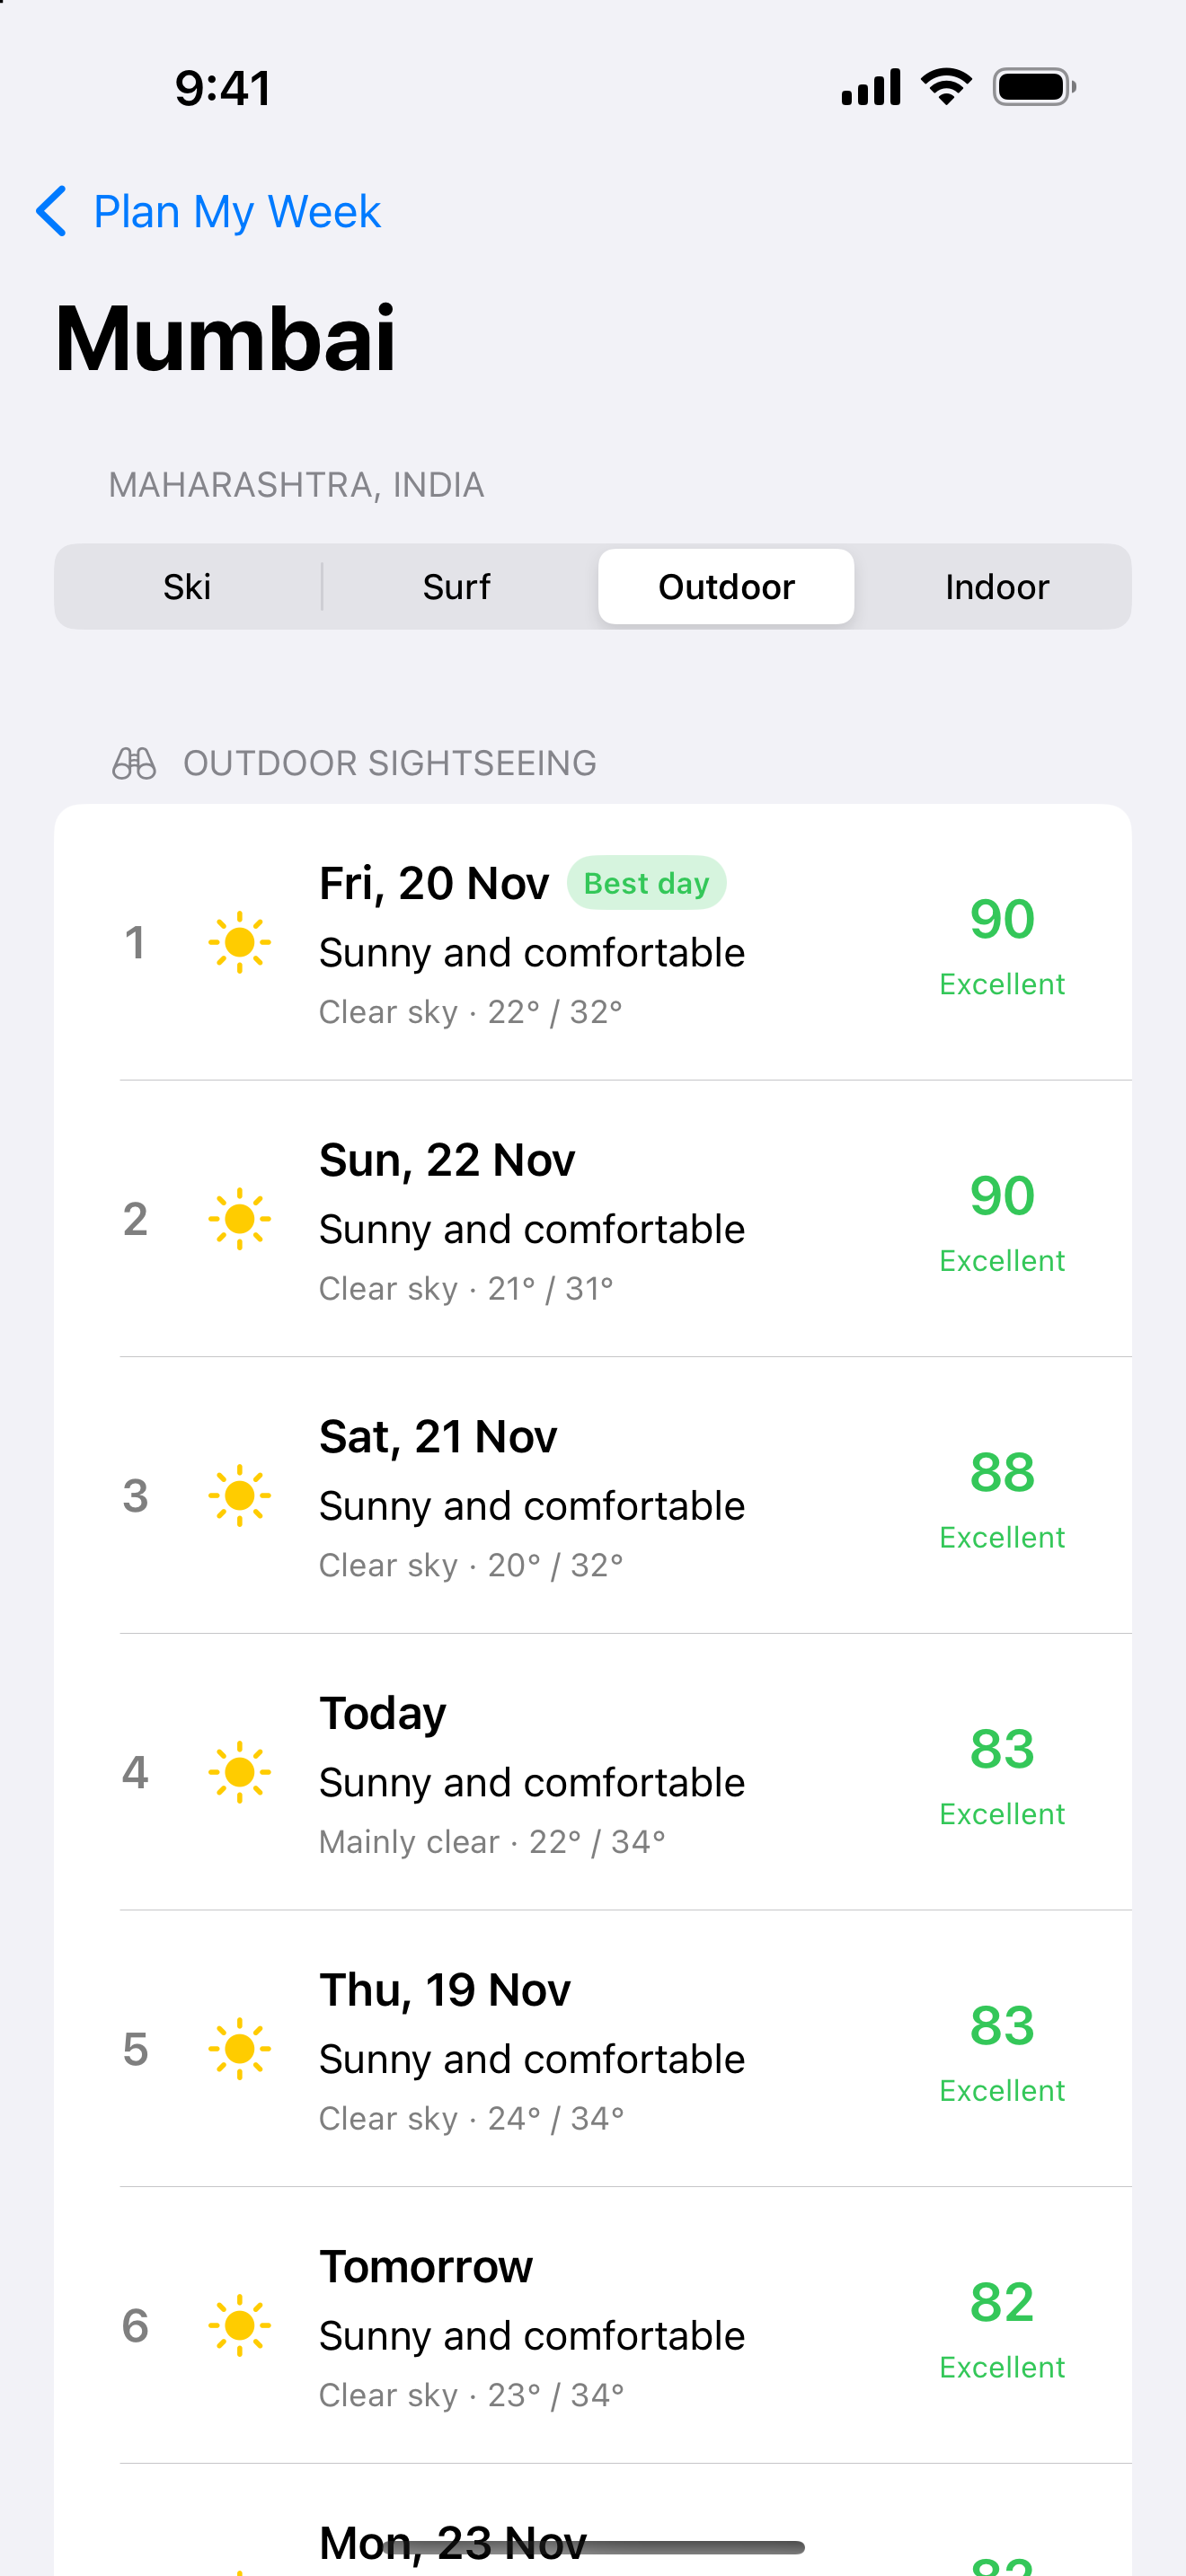 9:41
Plan My Week
Mumbai
MAHARASHTRA, INDIA
Ski Surf Outdoor Indoor
OUTDOOR SIGHTSEEING
1
Fri, 20 Nov Best day
Sunny and comfortable
Clear sky · 22° / 32°
90
Excellent
2
Sun, 22 Nov
Sunny and comfortable
Clear sky · 21° / 31°
90
Excellent
3
Sat, 21 Nov
Sunny and comfortable
Clear sky · 20° / 32°
88
Excellent
4
Today
Sunny and comfortable
Mainly clear · 22° / 34°
83
Excellent
5
Thu, 19 Nov
Sunny and comfortable
Clear sky · 24° / 34°
83
Excellent
6
Tomorrow
Sunny and comfortable
Clear sky · 23° / 34°
82
Excellent
Mon, 23 Nov